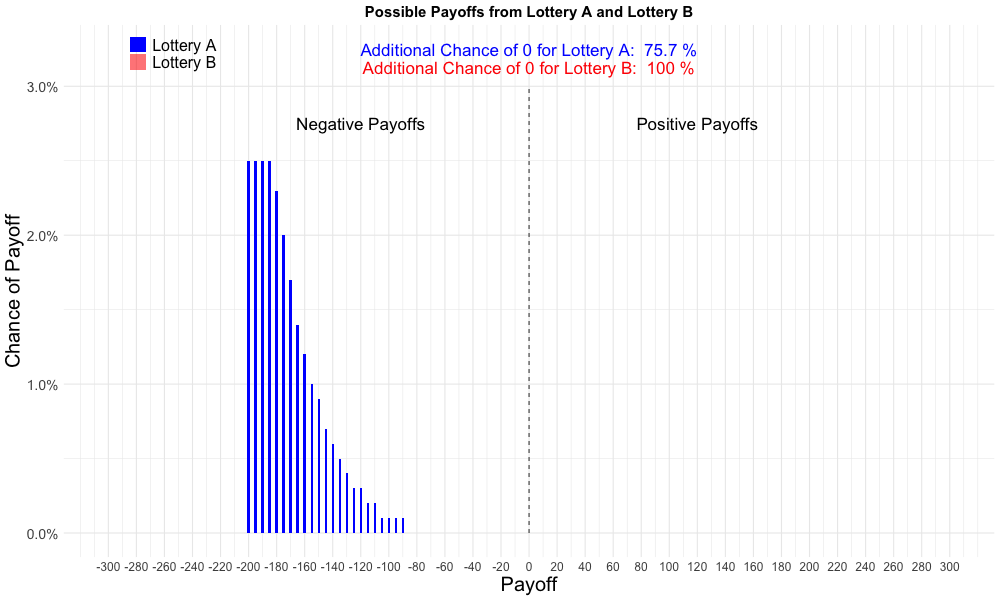 Possible Payoffs from Lottery A and Lottery B
Lottery A
Lottery B
Additional Chance of 0 for Lottery A:  75.7 %
Additional Chance of 0 for Lottery B:  100 %
Negative Payoffs
Positive Payoffs
Chance of Payoff
3.0%
2.0%
1.0%
0.0%
-300 -280 -260 -240 -220 -200 -180 -160 -140 -120 -100 -80 -60 -40 -20 0 20 40 60 80 100 120 140 160 180 200 220 240 260 280 300
Payoff